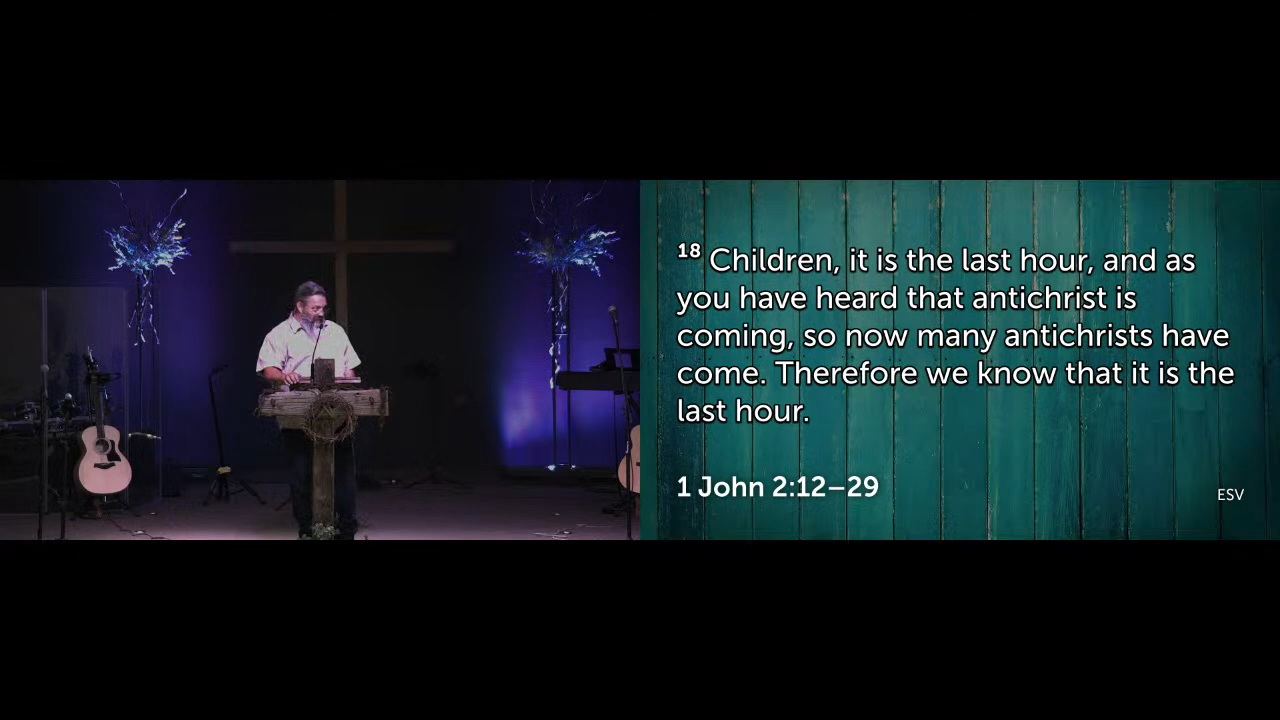 18 Children, it is the last hour, and as
you have heard that antichrist is
coming, so now many antichrists have
come. Therefore we know that it is the
last hour.
1 John 2:12–29
ESV